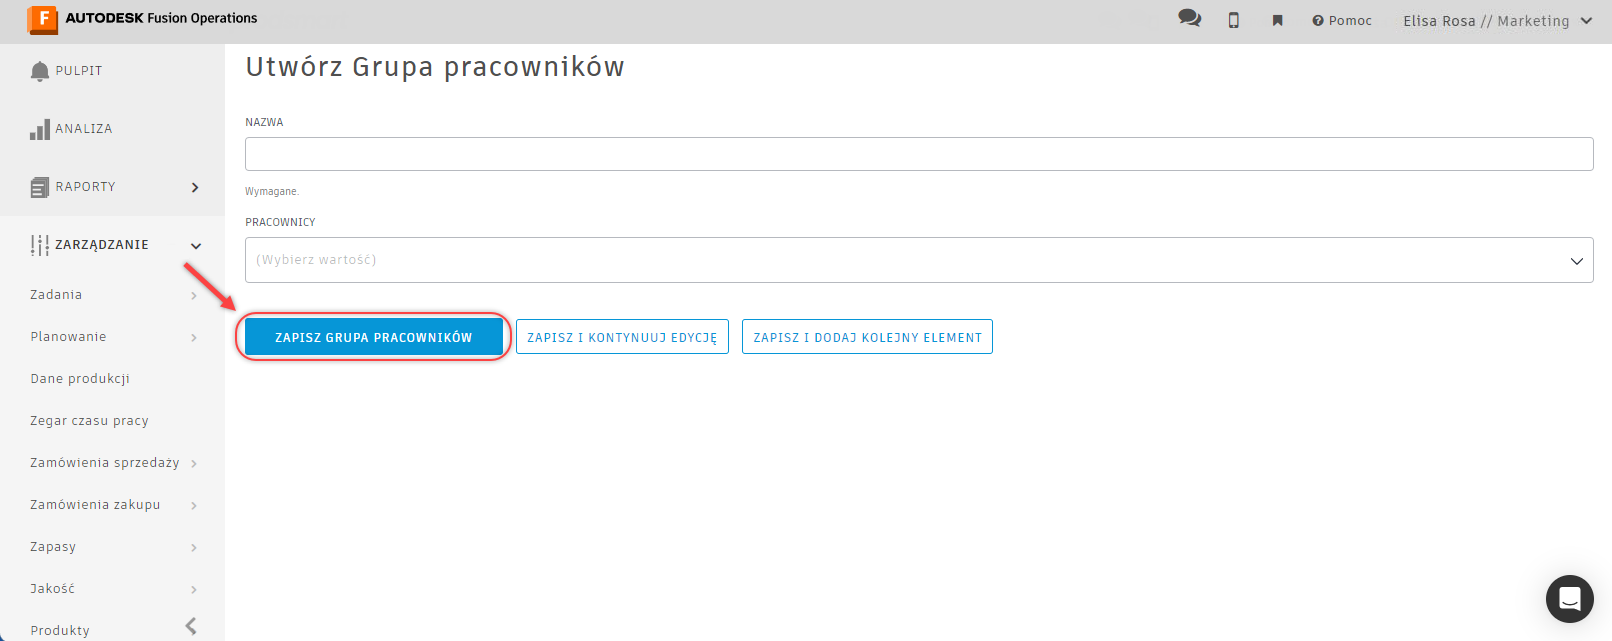 F AUTODESK Fusion Operations
Pomoc
Elisa Rosa // Marketing
PULPIT
ANALIZA
RAPORTY
ZARZĄDZANIE
Zadania
Planowanie
Dane produkcji
Zegar czasu pracy
Zamówienia sprzedaży
Zamówienia zakupu
Zapasy
Jakość
Produkty
Utwórz Grupa pracowników
NAZWA
Wymagane.
PRACOWNICY
(Wybierz wartość)
ZAPISZ GRUPA PRACOWNIKÓW
ZAPISZ I KONTYNUUJ EDYCJĘ
ZAPISZ I DODAJ KOLEJNY ELEMENT